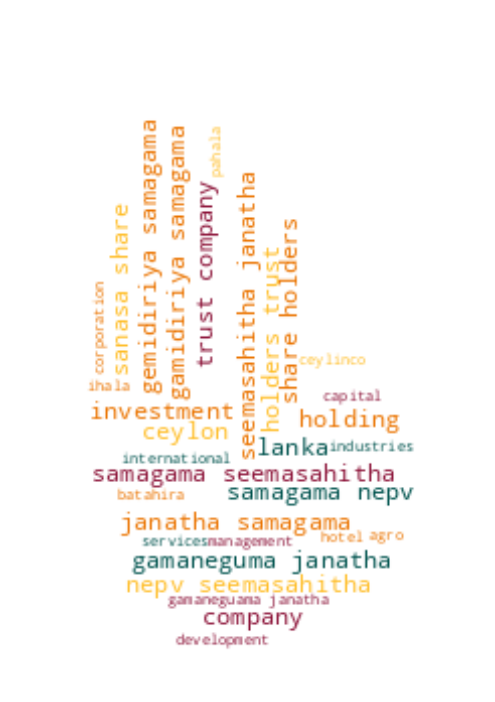 corporation
ihala
sanasa share
gemidiriya samagama
gamidiriya samagama
trust company
pahala
seemasahitha janatha
holders trust
share holders
ceylinco
capital
investment
holding
ceylon
lanka
industries
international
samagama seemasahitha
batahira
samagama nepv
janatha samagama
hotel
agro
services
management
gamaneguma janatha
nepv seemasahitha
gamaneguama janatha
company
development